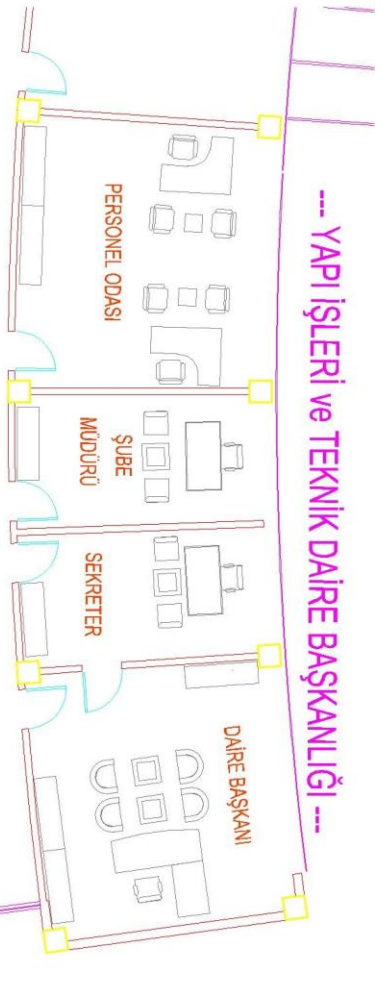 --- YAPI İŞLERİ ve TEKNİK DAİRE BAŞKANLIĞI ---
PERSONEL ODASI
ŞUBE
MÜDÜRÜ
SEKRETER
DAİRE BAŞKANI